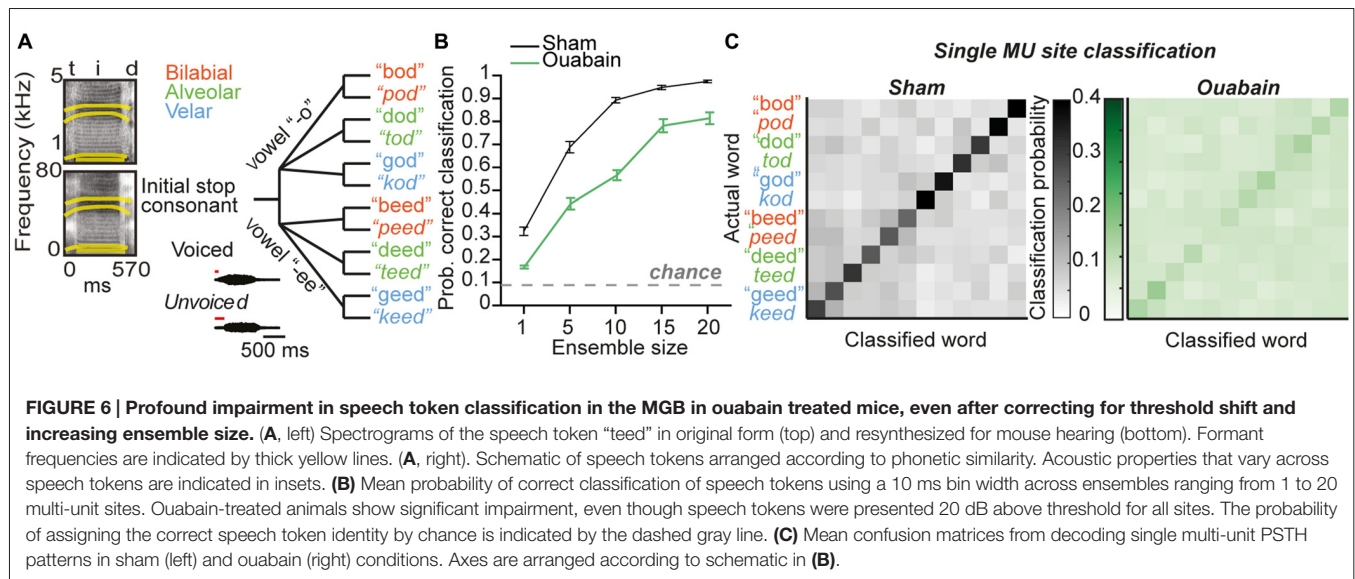 A
t i d
Bilabial
Alveolar
Velar
Frequency (kHz)
5
1
80
0
0 570
ms
Initial stop
consonant
Voiced
Unvoiced
500 ms
vowel "-o"
vowel "-ee"
"bod"
"pod"
"dod"
"tod"
"god"
"kod"
"beed"
"peed"
"deed"
"teed"
"geed"
"keed"
B
Sham
Ouabain
Prob. correct classification
1
0.9
0.8
0.7
0.6
0.5
0.4
0.3
0.2
0.1
0
chance
1 5 10 15 20
Ensemble size
C
Single MU site classification
Sham
Ouabain
Actual word
"bod"
pod
"dod"
tod
"god"
kod
"beed"
"peed
"deed"
teed
"geed"
keed
Classified word
Classification probability
0.4
0.3
0.2
0.1
0
Classified word
FIGURE 6 | Profound impairment in speech token classification in the MGB in ouabain treated mice, even after correcting for threshold shift and
increasing ensemble size. (A, left) Spectrograms of the speech token "teed" in original form (top) and resynthesized for mouse hearing (bottom). Formant
frequencies are indicated by thick yellow lines. (A, right). Schematic of speech tokens arranged according to phonetic similarity. Acoustic properties that vary across
speech tokens are indicated in insets. (B) Mean probability of correct classification of speech tokens using a 10 ms bin width across ensembles ranging from 1 to 20
multi-unit sites. Ouabain-treated animals show significant impairment, even though speech tokens were presented 20 dB above threshold for all sites. The probability
of assigning the correct speech token identity by chance is indicated by the dashed gray line. (C) Mean confusion matrices from decoding single multi-unit PSTH
patterns in sham (left) and ouabain (right) conditions. Axes are arranged according to schematic in (B).